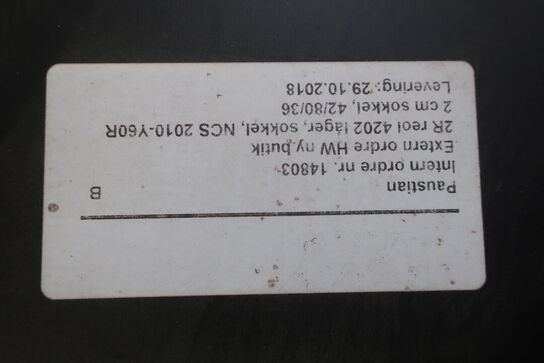 Paustian B
Intern ordre nr. 14803
Extern ordre HW ny butik
2R reol 4202 låger, sokkel, NCS 2010-Y60R
2 cm sokkel, 42/80/36
Levering: 29.10.2018